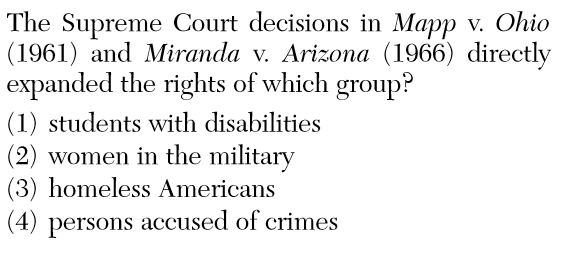 The Supreme Court decisions in Mapp v. Ohio
(1961) and Miranda v. Arizona (1966) directly
expanded the rights of which group?
(1) students with disabilities
(2) women in the military
(3) homeless Americans
(4) persons accused of crimes